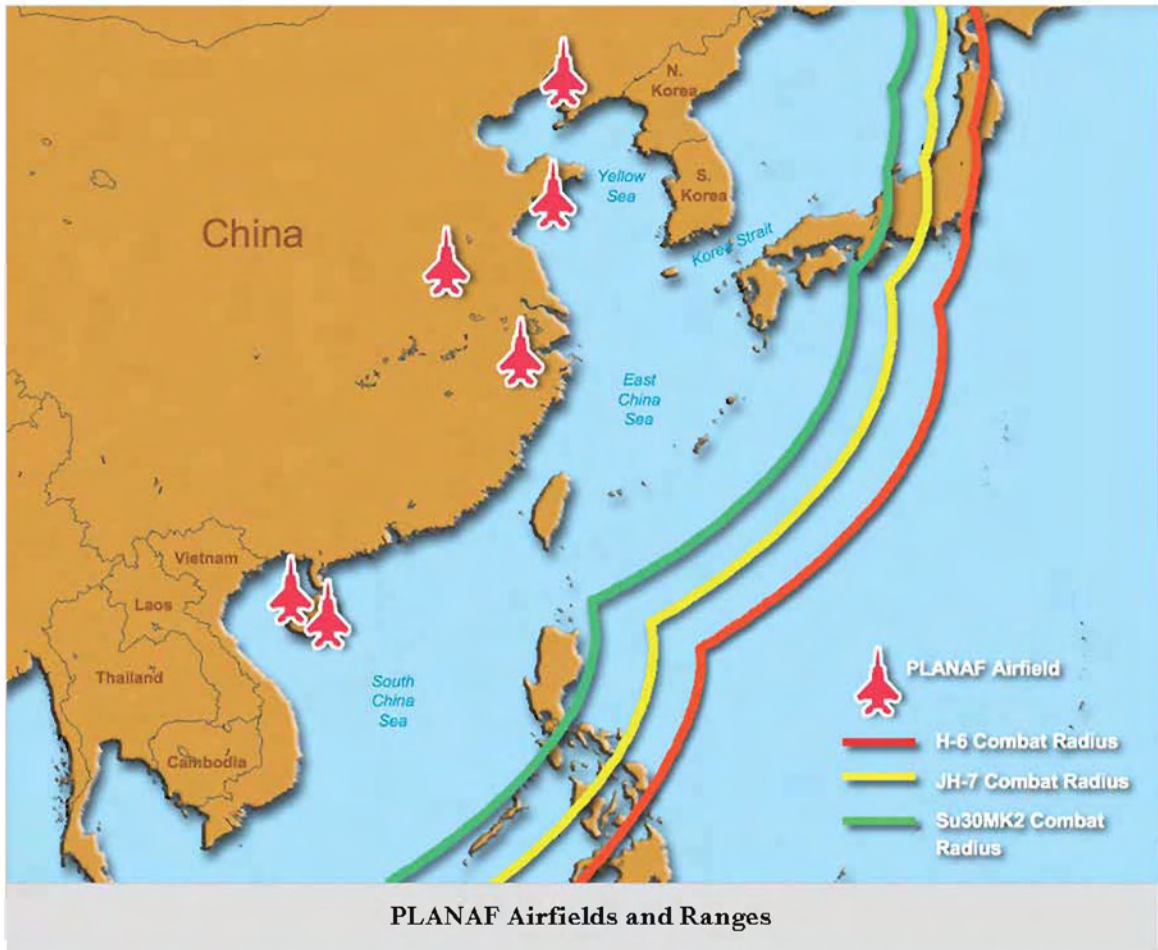 N.
Korea
Yellow
Sea
S.
Korea
China
Korea Strait
East
China
Sea
Vietnam
Laos
Thailand
South
China
Sea
Cambodia
PLANAF Airfield
H-6 Combat Radius
JH-7 Combat Radius
Su30MK2 Combat
Radius
PLANAF Airfields and Ranges